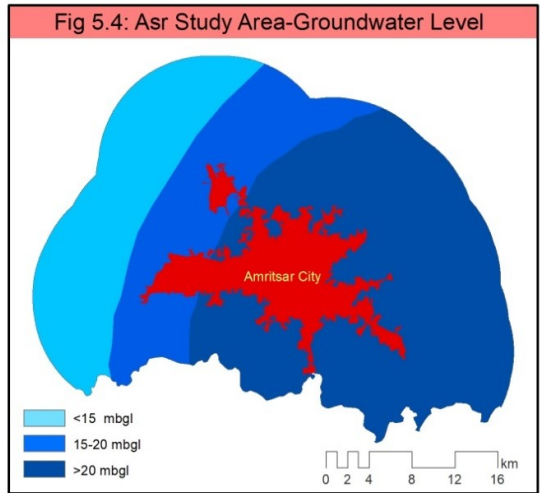 Fig 5.4: Asr Study Area-Groundwater Level
Amritsar City
<15 mbgl
15-20 mbgl
>20 mbgl
km
0 2 4 8 12 16